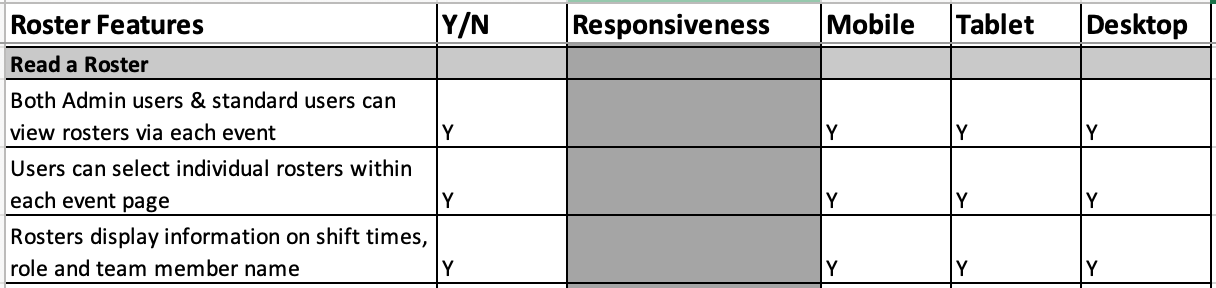 Roster Features Y/N Responsiveness Mobile Tablet Desktop
Read a Roster
Both Admin users & standard users can
view rosters via each event Y Y Y Y
Users can select individual rosters within
each event page Y Y Y Y
Rosters display information on shift times,
role and team member name Y Y Y Y